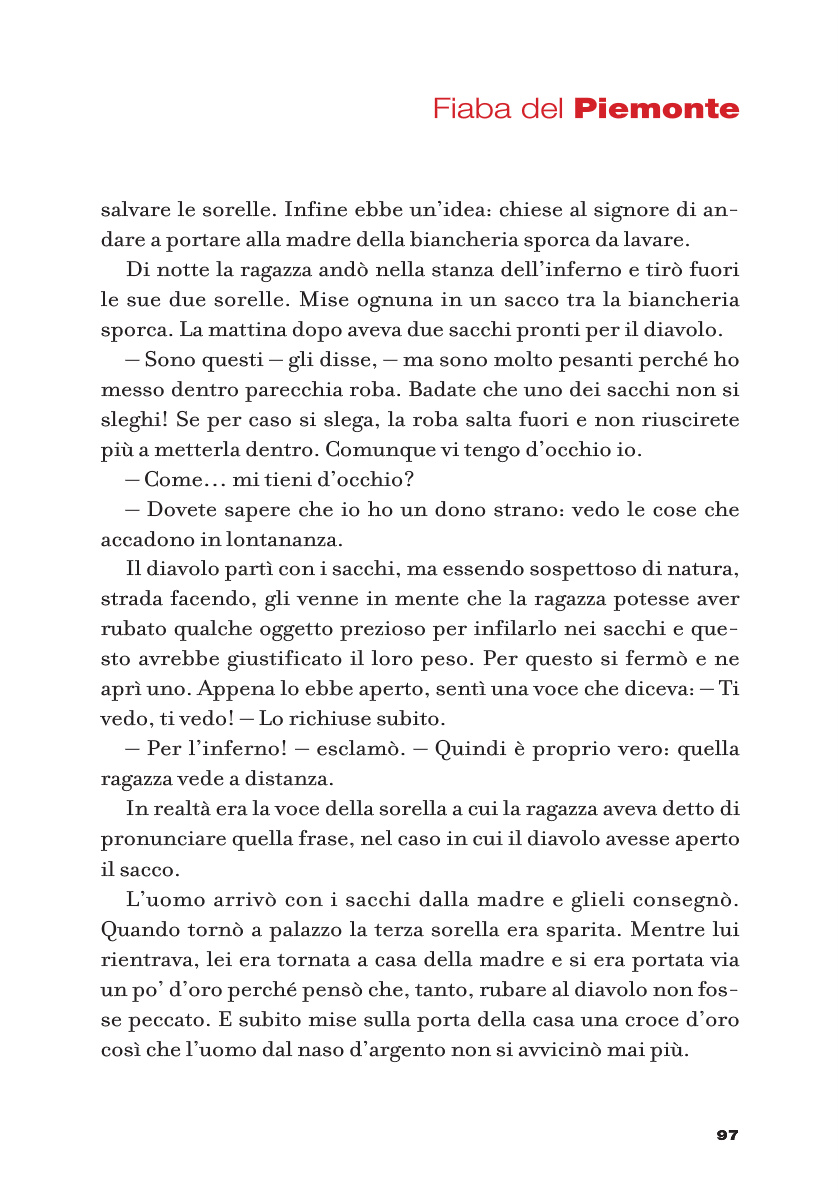 Fiaba del Piemonte
salvare le sorelle. Infine ebbe un’idea: chiese al signore di an-
dare a portare alla madre della biancheria sporca da lavare.
Di notte la ragazza andò nella stanza dell’inferno e tirò fuori
le sue due sorelle. Mise ognuna in un sacco tra la biancheria
sporca. La mattina dopo aveva due sacchi pronti per il diavolo.
– Sono questi – gli disse, – ma sono molto pesanti perché ho
messo dentro parecchia roba. Badate che uno dei sacchi non si
sleghi! Se per caso si slega, la roba salta fuori e non riuscirete
più a metterla dentro. Comunque vi tengo d’occhio io.
– Come… mi tieni d’occhio?
– Dovete sapere che io ho un dono strano: vedo le cose che
accadono in lontananza.
Il diavolo partì con i sacchi, ma essendo sospettoso di natura,
strada facendo, gli venne in mente che la ragazza potesse aver
rubato qualche oggetto prezioso per infilarlo nei sacchi e que-
sto avrebbe giustificato il loro peso. Per questo si fermò e ne
aprì uno. Appena lo ebbe aperto, sentì una voce che diceva: – Ti
vedo, ti vedo! – Lo richiuse subito.
– Per l’inferno! – esclamò. – Quindi è proprio vero: quella
ragazza vede a distanza.
In realtà era la voce della sorella a cui la ragazza aveva detto di
pronunciare quella frase, nel caso in cui il diavolo avesse aperto
il sacco.
L’uomo arrivò con i sacchi dalla madre e glieli consegnò.
Quando tornò a palazzo la terza sorella era sparita. Mentre lui
rientrava, lei era tornata a casa della madre e si era portata via
un po’ d’oro perché pensò che, tanto, rubare al diavolo non fos-
se peccato. E subito mise sulla porta della casa una croce d’oro
così che l’uomo dal naso d’argento non si avvicinò mai più.
97